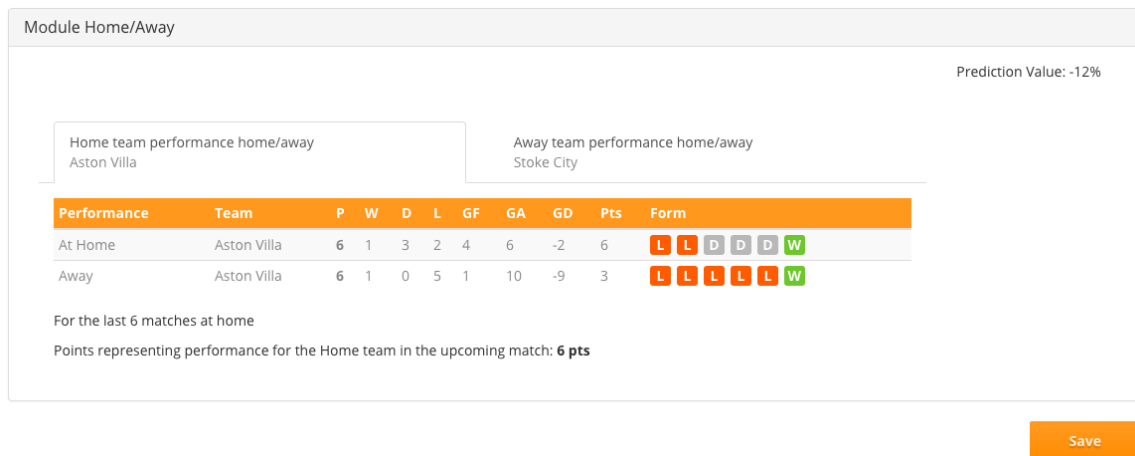 Module Home/Away
Prediction Value: -12%
Home team performance home/away
Aston Villa
Away team performance home/away
Stoke City
Performance Team P W D L GF GA GD Pts Form
At Home Aston Villa 6 1 3 2 4 6 -2 6 L L D D D W
Away Aston Villa 6 1 0 5 1 10 -9 3 L L L L L W
For the last 6 matches at home
Points representing performance for the Home team in the upcoming match: 6 pts
Save